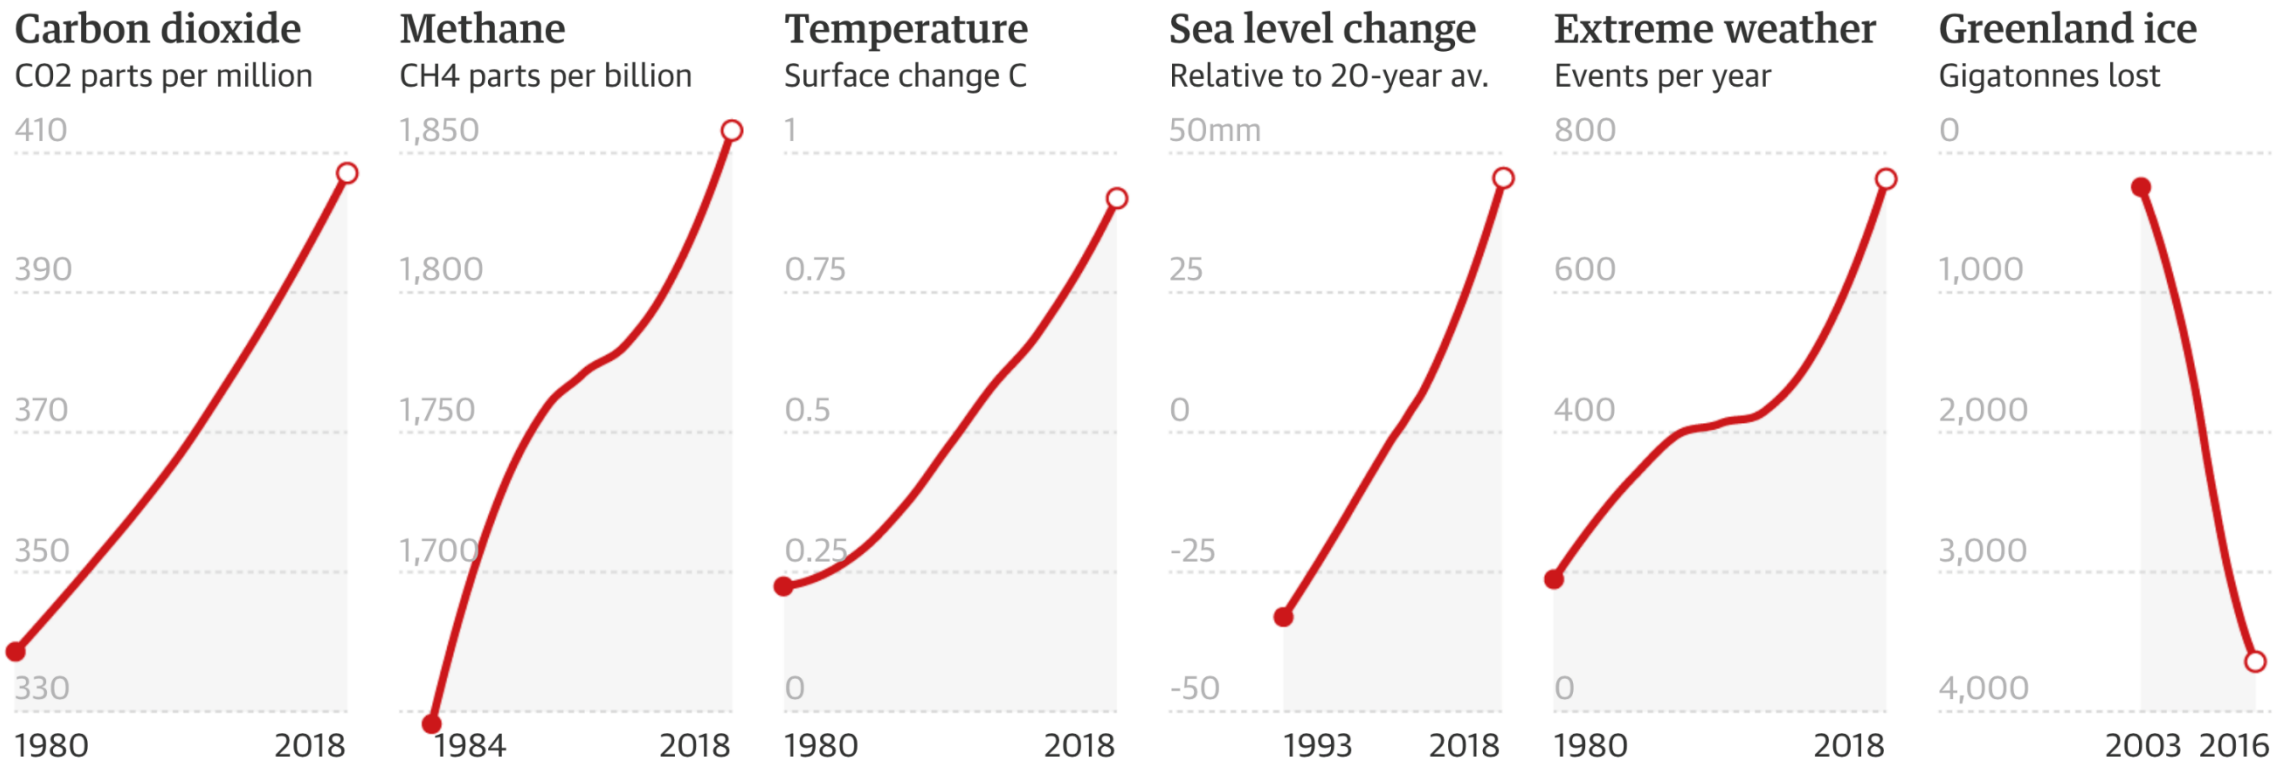 Carbon dioxide
CO2 parts per million
410
390
370
350
330
1980 2018
Methane
CH4 parts per billion
1,850
1,800
1,750
1,700
1984 2018
Temperature
Surface change C
1
0.75
0.5
0.25
0
1980 2018
Sea level change
Relative to 20-year av.
50mm
25
0
-25
-50
1993 2018
Extreme weather
Events per year
800
600
400
0
1980 2018
Greenland ice
Gigatonnes lost
0
1,000
2,000
3,000
4,000
2003 2016